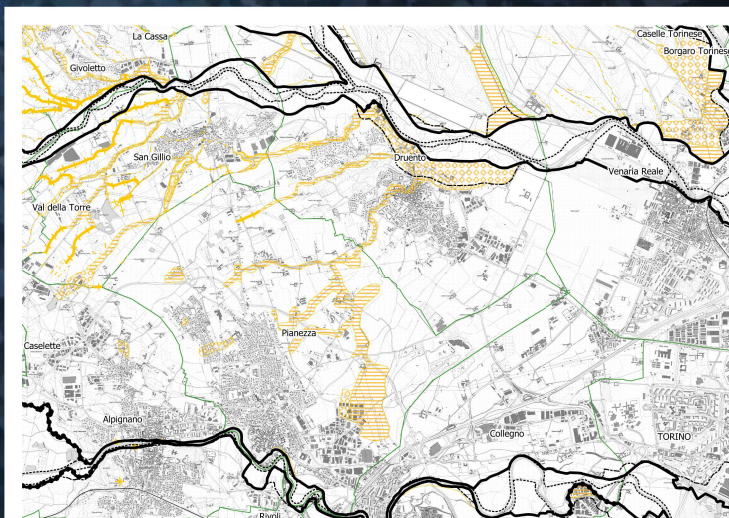 La Cassa
Caselle Torinese
Borgaro Torinese
Givoletto
San Gillio
Druento
Venaria Reale
Val della Torre
Pianezza
Caselette
Alpignano
Collegno
TORINO
Rivoli